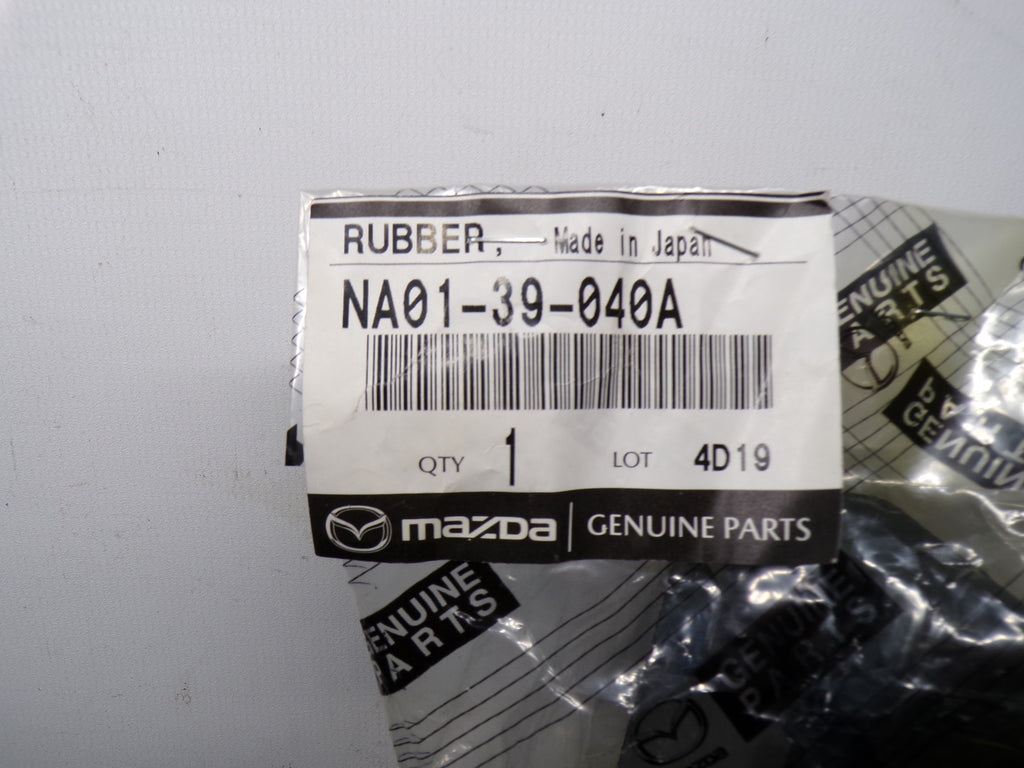 RUBBER, Made in Japan
NA01-39-040A
QTY 1 LOT 4D19
mazda GENUINE PARTS
GENUINE
PARTS
GENUINE
PARTS
GENUINE
PARTS
GENUINE
PARTS